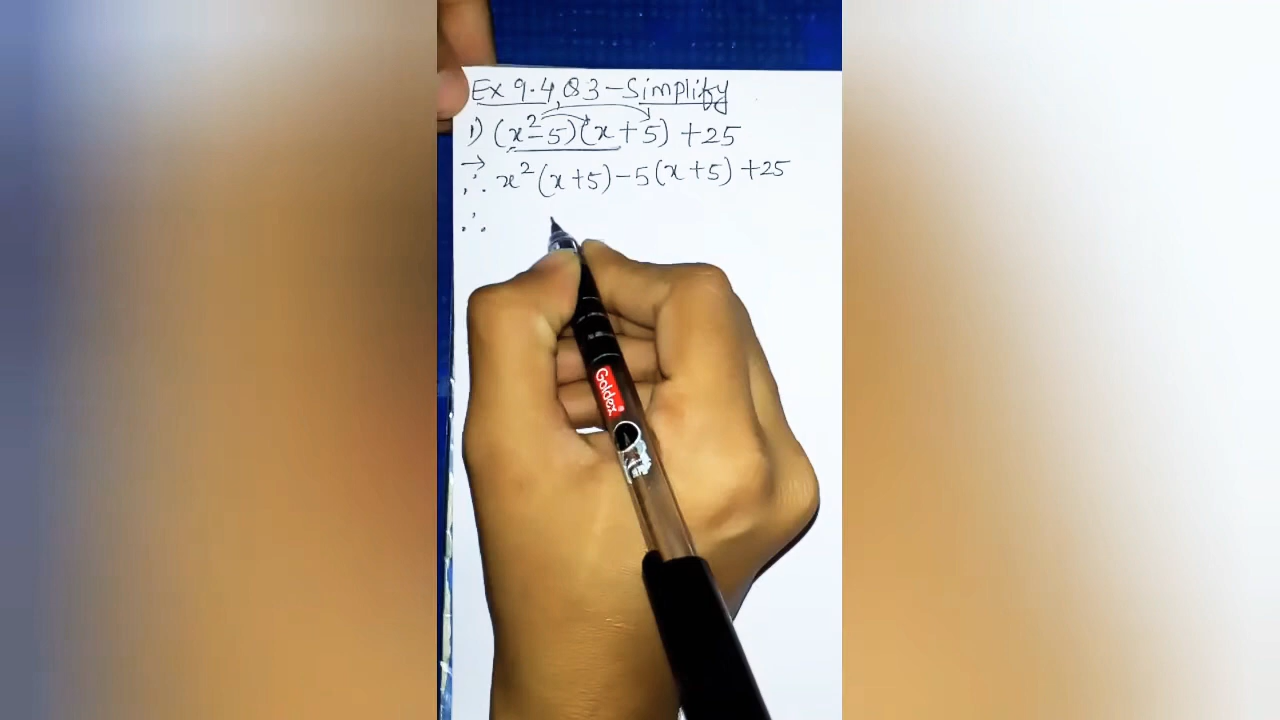 Ex 9.4, Q3 - Simplify
1) (x² - 5)(x + 5) + 25
→
∴ x² (x + 5) - 5 (x + 5) + 25
∴
Goldex